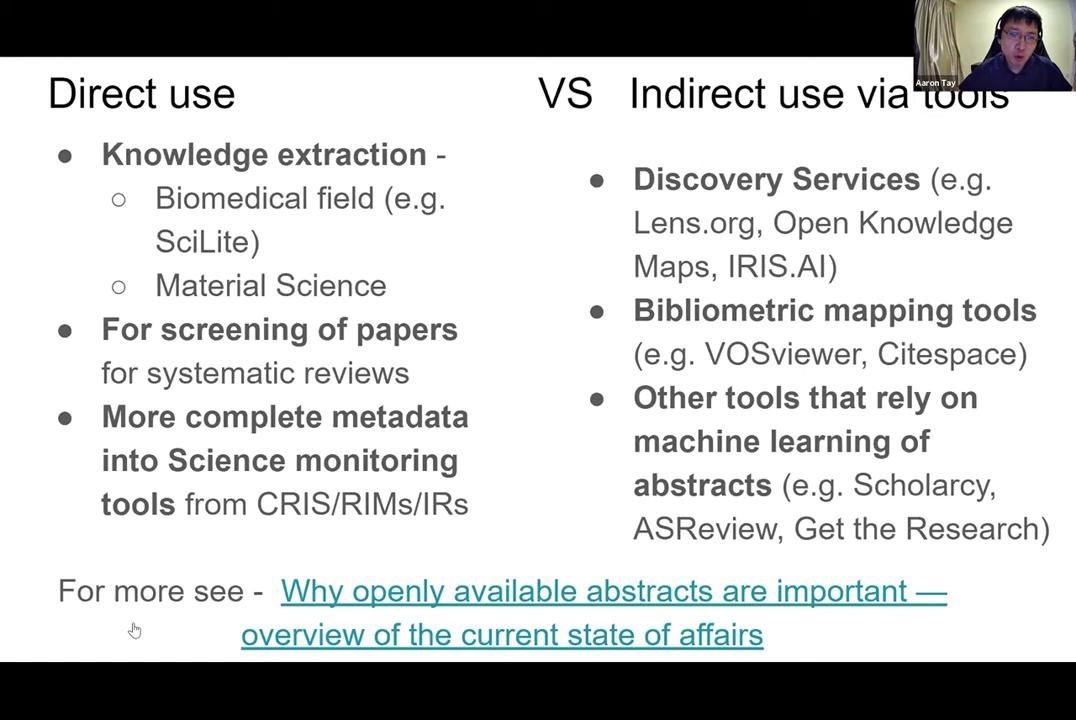 Aaron Tay
Direct use
VS Indirect use via tools
● Knowledge extraction -
○ Biomedical field (e.g.
SciLite)
○ Material Science
● For screening of papers
for systematic reviews
● More complete metadata
into Science monitoring
tools from CRIS/RIMs/IRs
● Discovery Services (e.g.
Lens.org, Open Knowledge
Maps, IRIS.AI)
● Bibliometric mapping tools
(e.g. VOSviewer, Citespace)
● Other tools that rely on
machine learning of
abstracts (e.g. Scholarcy,
ASReview, Get the Research)
For more see - Why openly available abstracts are important —
overview of the current state of affairs